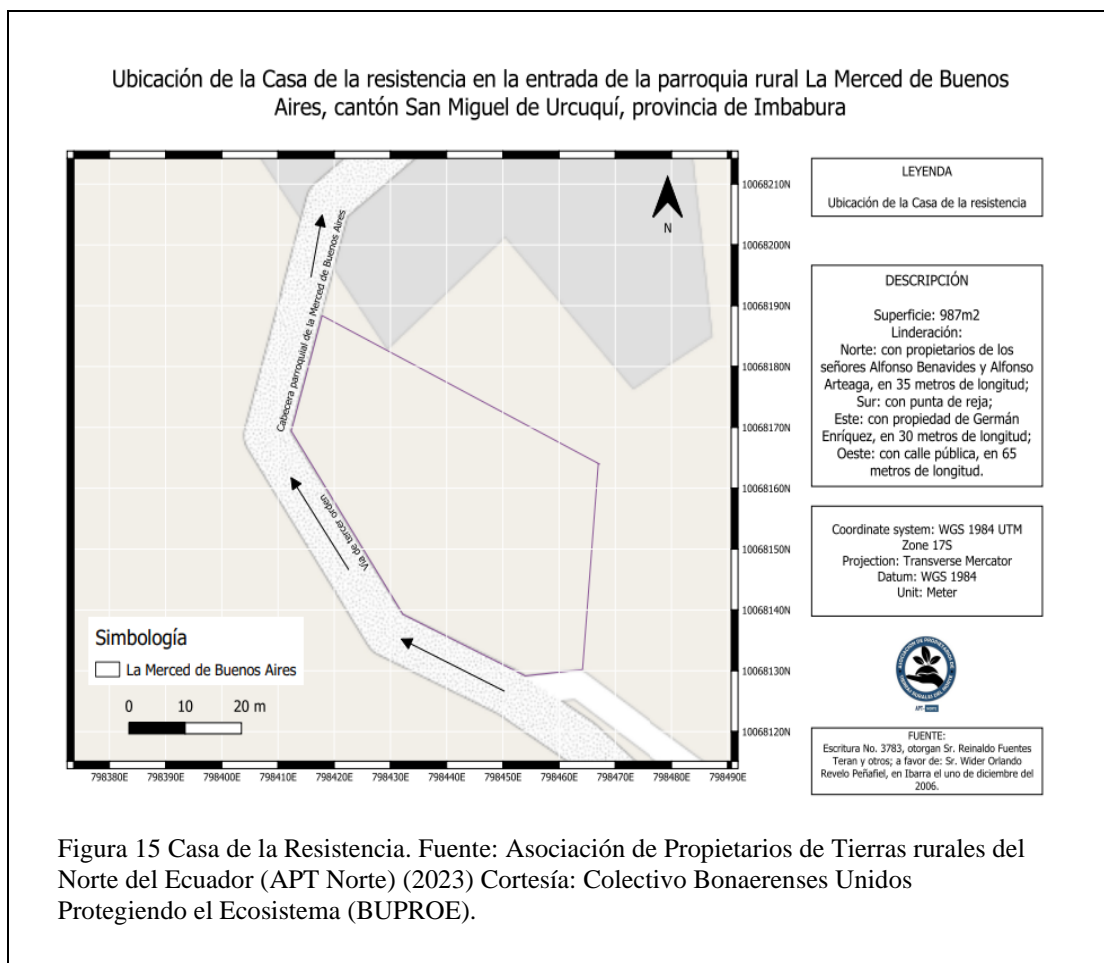 Ubicación de la Casa de la resistencia en la entrada de la parroquia rural La Merced de Buenos
Aires, cantón San Miguel de Urcuquí, provincia de Imbabura
LEYENDA
Ubicación de la Casa de la resistencia
DESCRIPCIÓN
Superficie: 987m2
Linderación:
Norte: con propietarios de los
señores Alfonso Benavides y Alfonso
Arteaga, en 35 metros de longitud;
Sur: con punta de reja;
Este: con propiedad de Germán
Enríquez, en 30 metros de longitud;
Oeste: con calle pública, en 65
metros de longitud.
Coordinate system: WGS 1984 UTM
Zone 17S
Projection: Transverse Mercator
Datum: WGS 1984
Unit: Meter
APT
FUENTE:
Escritura No. 3783, otorgan Sr. Reinaldo Fuentes
Teran y otros; a favor de: Sr. Wider Orlando
Revelo Peñafiel, en Ibarra el uno de diciembre del
2006.
N
Cabecera parroquial de la Merced de Buenos Aires
Vía de tercer orden
10068210N
10068200N
10068190N
10068180N
10068170N
10068160N
10068150N
10068140N
10068130N
10068120N
Simbología
La Merced de Buenos Aires
0 10 20 m
798380E 798390E 798400E 798410E 798420E 798430E 798440E 798450E 798460E 798470E 798480E 798490E
Figura 15 Casa de la Resistencia. Fuente: Asociación de Propietarios de Tierras rurales del
Norte del Ecuador (APT Norte) (2023) Cortesía: Colectivo Bonaerenses Unidos
Protegiendo el Ecosistema (BUPROE).